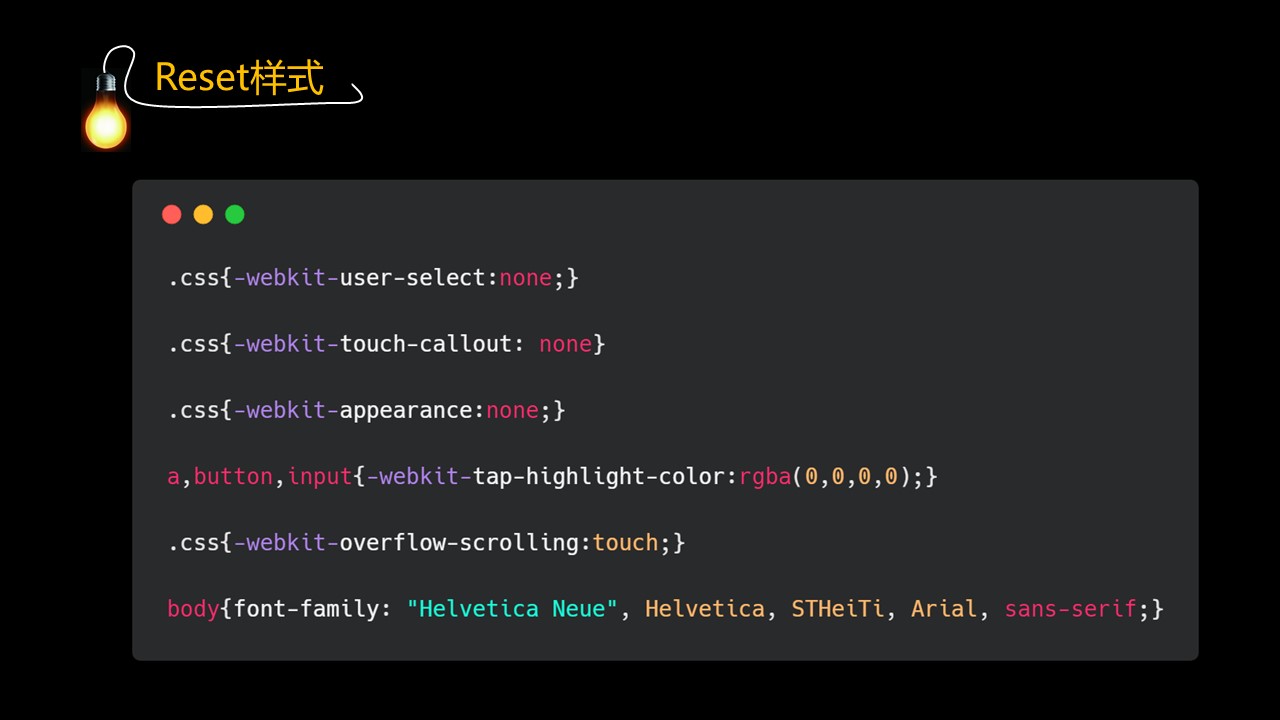 Reset样式
.css{-webkit-user-select:none;}
.css{-webkit-touch-callout: none}
.css{-webkit-appearance:none;}
a,button,input{-webkit-tap-highlight-color:rgba(0,0,0,0);}
.css{-webkit-overflow-scrolling:touch;}
body{font-family: "Helvetica Neue", Helvetica, STHeiTi, Arial, sans-serif;}